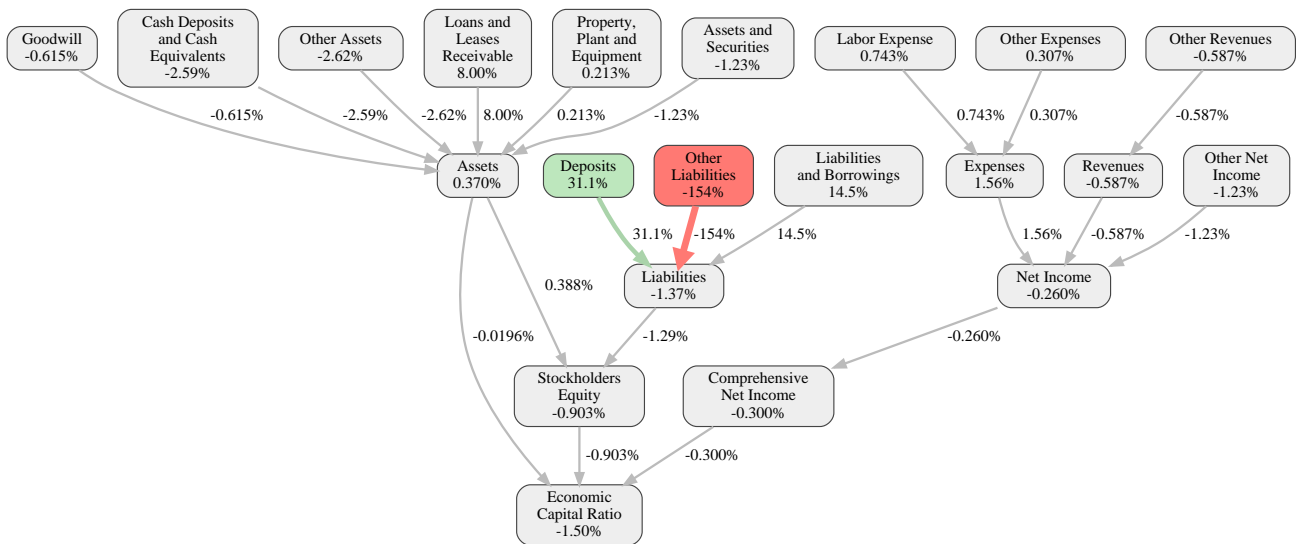 Goodwill
-0.615%
Cash Deposits
and Cash
Equivalents
-2.59%
Other Assets
-2.62%
Loans and
Leases
Receivable
8.00%
Property,
Plant and
Equipment
0.213%
Assets and
Securities
-1.23%
Labor Expense
0.743%
Other Expenses
0.307%
Other Revenues
-0.587%
-0.615%
-2.59%
-2.62%
8.00%
0.213%
-1.23%
0.743%
0.307%
-0.587%
Assets
0.370%
Deposits
31.1%
Other
Liabilities
-154%
Liabilities
and Borrowings
14.5%
Expenses
1.56%
Revenues
-0.587%
Other Net
Income
-1.23%
31.1%
-154%
14.5%
1.56%
-0.587%
-1.23%
Liabilities
-1.37%
Net Income
-0.260%
0.388%
-0.0196%
-1.29%
-0.260%
Stockholders
Equity
-0.903%
Comprehensive
Net Income
-0.300%
-0.903%
-0.300%
Economic
Capital Ratio
-1.50%